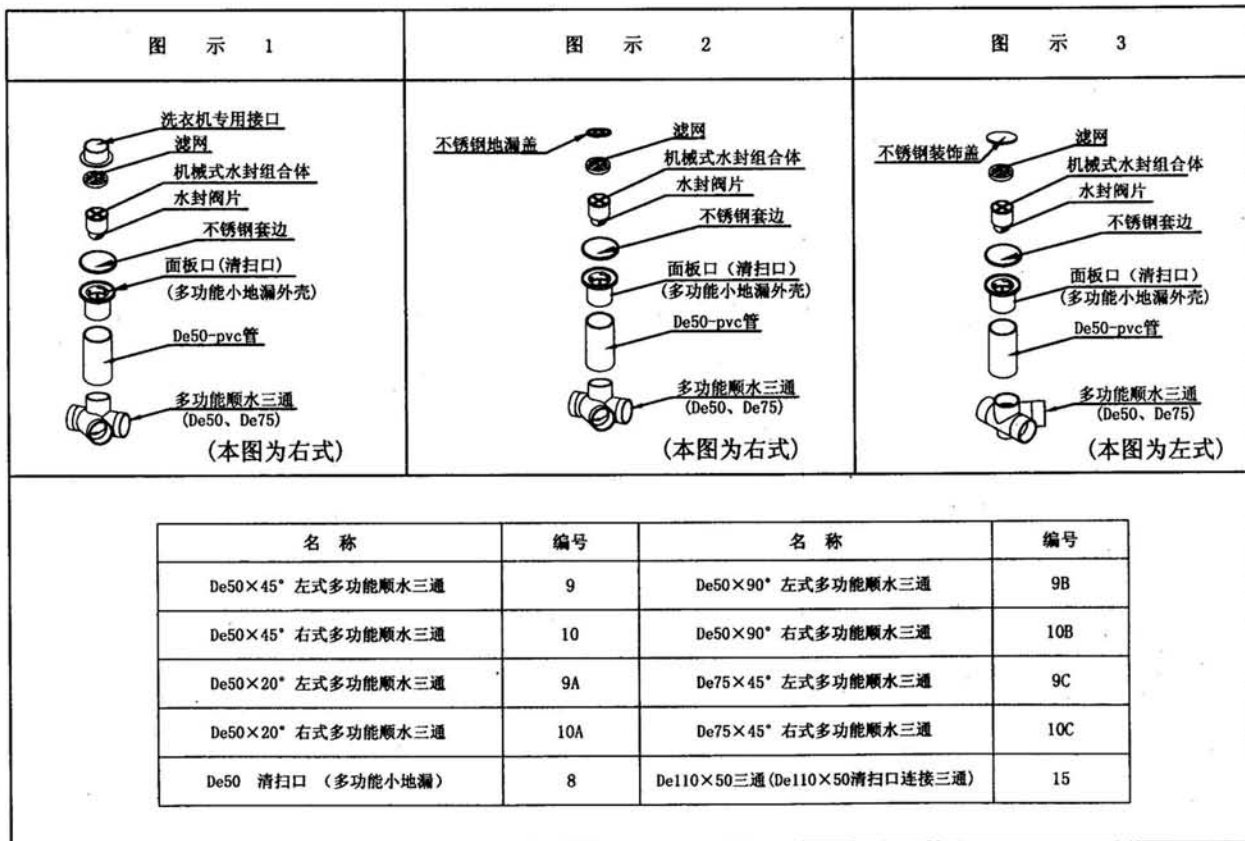 图 示 1
洗衣机专用接口
滤网
机械式水封组合体
水封阀片
不锈钢套边
面板口(清扫口)
(多功能小地漏外壳)
De50-pvc管
多功能顺水三通
(De50、De75)
(本图为右式)
图 示 2
不锈钢地漏盖
滤网
机械式水封组合体
水封阀片
不锈钢套边
面板口（清扫口）
(多功能小地漏外壳)
De50-pvc管
多功能顺水三通
(De50、De75)
(本图为右式)
图 示 3
不锈钢装饰盖
滤网
机械式水封组合体
水封阀片
不锈钢套边
面板口（清扫口）
(多功能小地漏外壳)
De50-pvc管
多功能顺水三通
(De50、De75)
(本图为左式)
名 称 编号 名 称 编号
De50×45° 左式多功能顺水三通 9 De50×90° 左式多功能顺水三通 9B
De50×45° 右式多功能顺水三通 10 De50×90° 右式多功能顺水三通 10B
De50×20° 左式多功能顺水三通 9A De75×45° 左式多功能顺水三通 9C
De50×20° 右式多功能顺水三通 10A De75×45° 右式多功能顺水三通 10C
De50 清扫口 （多功能小地漏） 8 De110×50三通(De110×50清扫口连接三通) 15